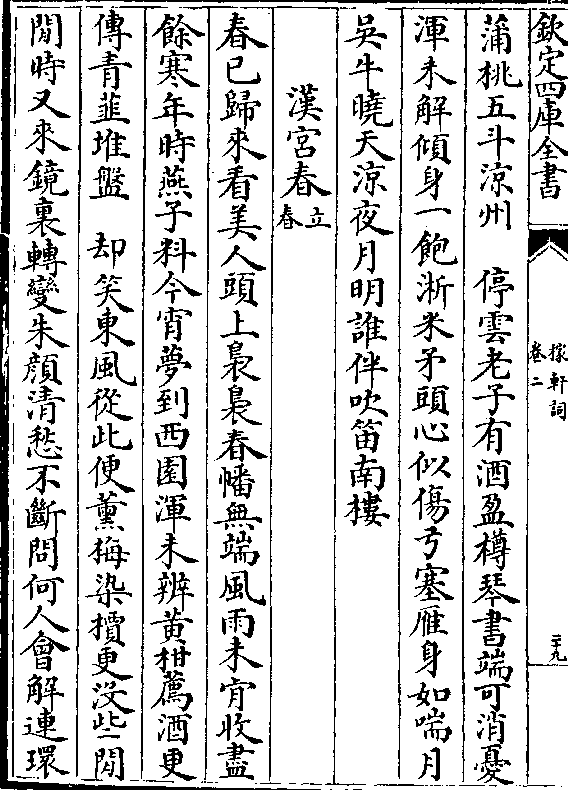 欽定四庫全書
稼軒詞
卷二
二十九
蒲桃五斗涼州　停雲老子有酒盈樽琴書端可消憂
渾未解傾身一飽淅米矛頭心似傷弓塞雁身如喘月
吳牛曉天涼夜月明誰伴吹笛南樓
漢宮春立春
春已歸來看美人頭上裊裊春幡無端風雨未肯收盡
餘寒年時燕子料今宵夢到西園渾未辨黃柑薦酒更
傳青韮堆盤　却笑東風從此便薰梅染柳更沒些閒
閒時又來鏡裏轉變朱顔清愁不斷問何人會解連環